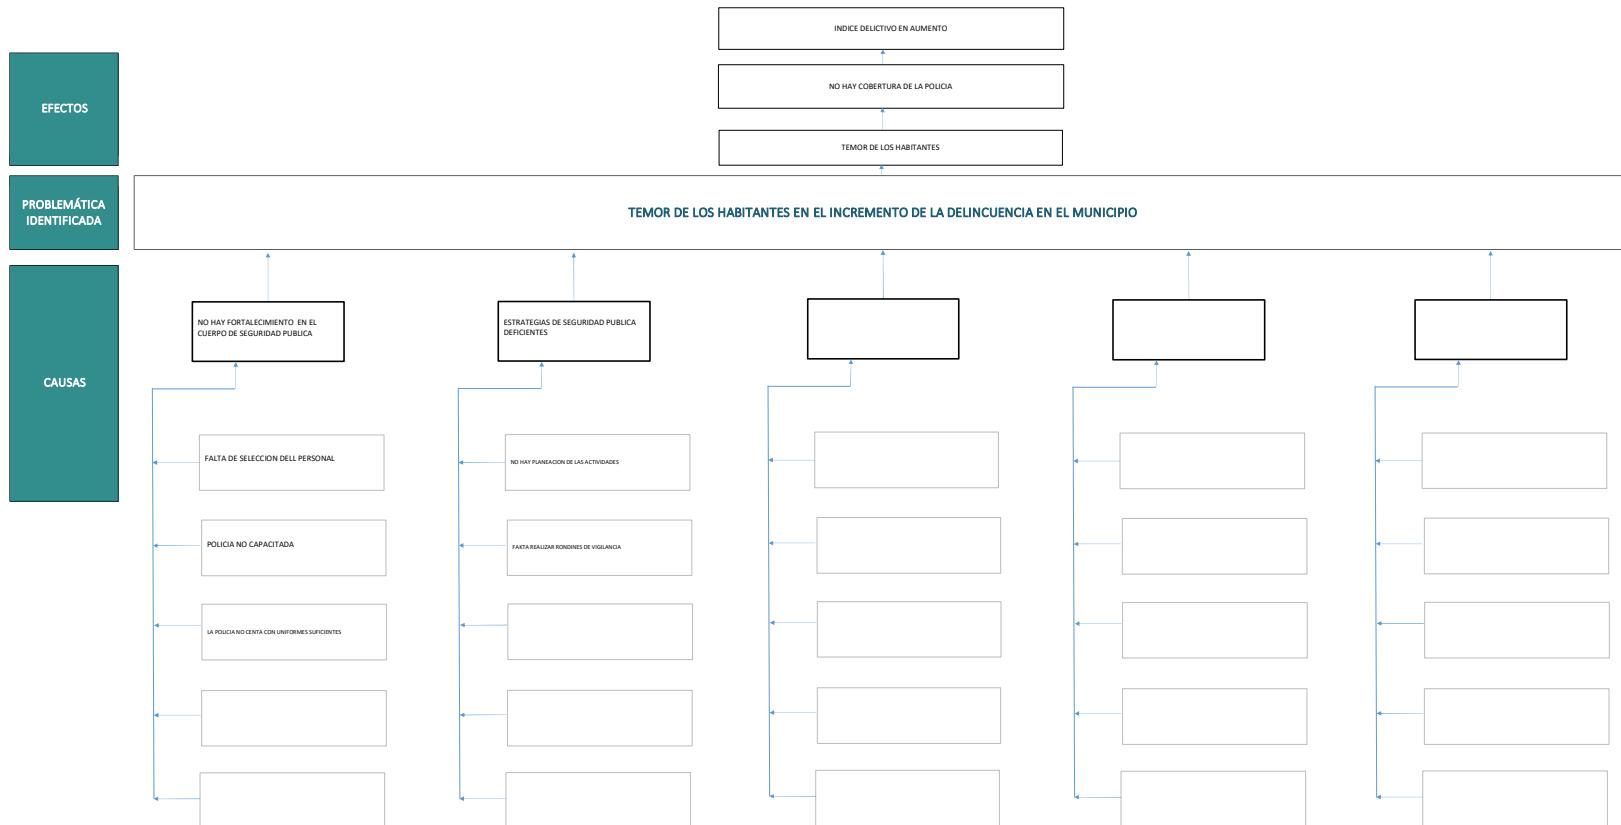 INDICE DELICTIVO EN AUMENTO
NO HAY COBERTURA DE LA POLICIA
EFECTOS
TEMOR DE LOS HABITANTES
PROBLEMÁTICA
IDENTIFICADA
TEMOR DE LOS HABITANTES EN EL INCREMENTO DE LA DELINCUENCIA EN EL MUNICIPIO
CAUSAS
NO HAY FORTALECIMIENTO EN EL
CUERPO DE SEGURIDAD PUBLICA
ESTRATEGIAS DE SEGURIDAD PUBLICA
DEFICIENTES
FALTA DE SELECCION DELL PERSONAL
NO HAY PLANEACION DE LAS ACTIVIDADES
POLICIA NO CAPACITADA
FAKTA REALIZAR RONDINES DE VIGILANCIA
LA POLICIA NO CENTA CON UNIFORMES SUFICIENTES